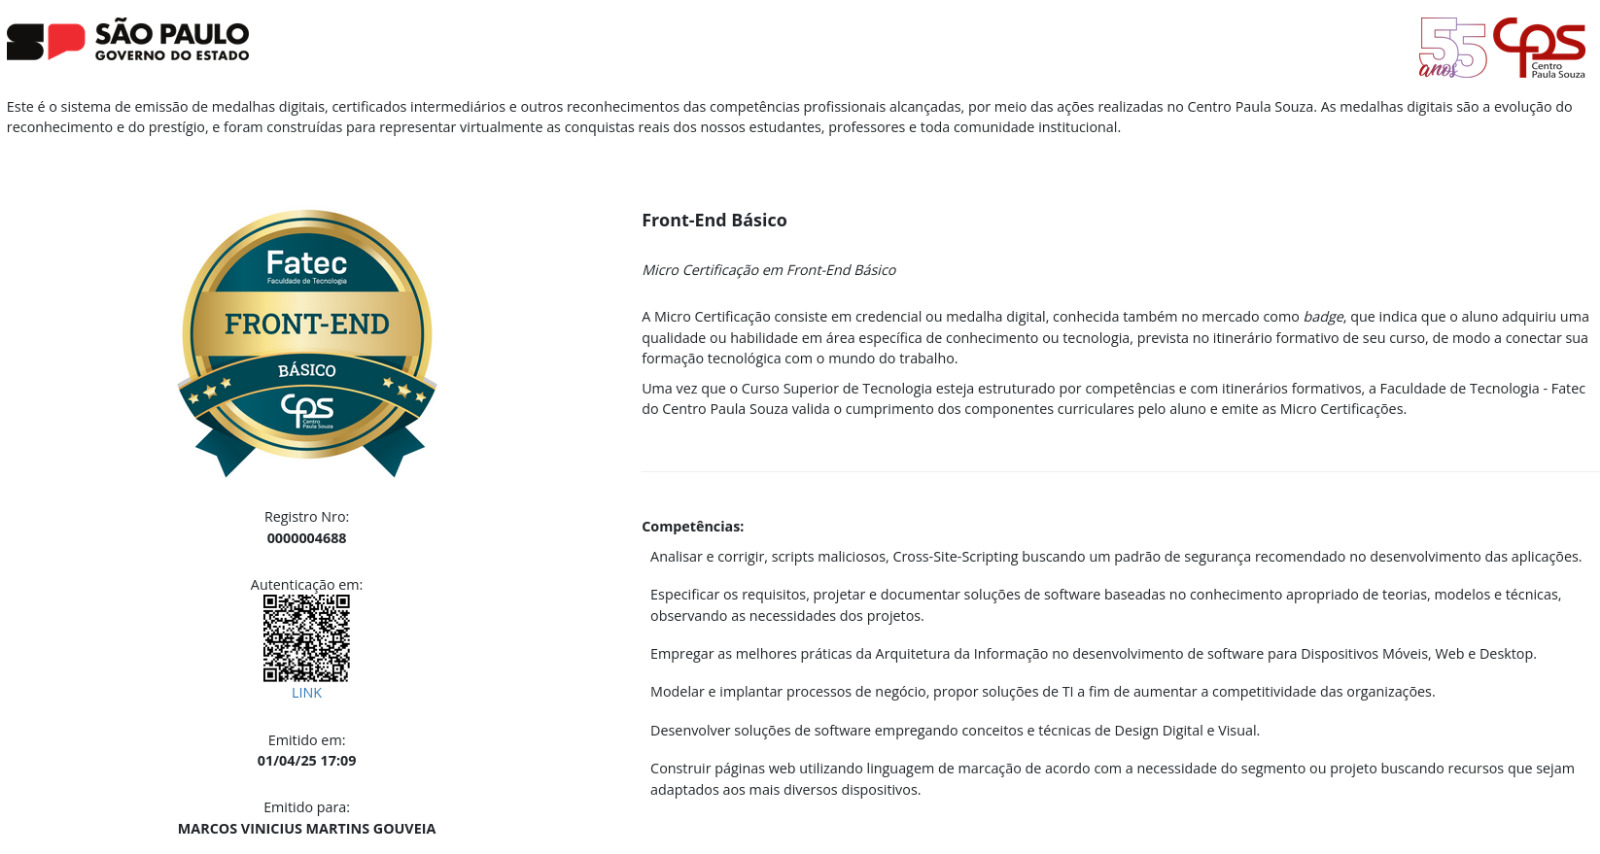 SÃO PAULO
GOVERNO DO ESTADO
55
anos
CPS
Centro
Paula Souza
Este é o sistema de emissão de medalhas digitais, certificados intermediários e outros reconhecimentos das competências profissionais alcançadas, por meio das ações realizadas no Centro Paula Souza. As medalhas digitais são a evolução do
reconhecimento e do prestígio, e foram construídas para representar virtualmente as conquistas reais dos nossos estudantes, professores e toda comunidade institucional.
Fatec
Faculdade de Tecnologia
FRONT-END
BÁSICO
CPS
Centro
Paula Souza
Registro Nro:
0000004688
Autenticação em:
LINK
Emitido em:
01/04/25 17:09
Emitido para:
MARCOS VINICIUS MARTINS GOUVEIA
Front-End Básico
Micro Certificação em Front-End Básico
A Micro Certificação consiste em credencial ou medalha digital, conhecida também no mercado como badge, que indica que o aluno adquiriu uma
qualidade ou habilidade em área específica de conhecimento ou tecnologia, prevista no itinerário formativo de seu curso, de modo a conectar sua
formação tecnológica com o mundo do trabalho.
Uma vez que o Curso Superior de Tecnologia esteja estruturado por competências e com itinerários formativos, a Faculdade de Tecnologia - Fatec
do Centro Paula Souza valida o cumprimento dos componentes curriculares pelo aluno e emite as Micro Certificações.
Competências:
Analisar e corrigir, scripts maliciosos, Cross-Site-Scripting buscando um padrão de segurança recomendado no desenvolvimento das aplicações.
Especificar os requisitos, projetar e documentar soluções de software baseadas no conhecimento apropriado de teorias, modelos e técnicas,
observando as necessidades dos projetos.
Empregar as melhores práticas da Arquitetura da Informação no desenvolvimento de software para Dispositivos Móveis, Web e Desktop.
Modelar e implantar processos de negócio, propor soluções de TI a fim de aumentar a competitividade das organizações.
Desenvolver soluções de software empregando conceitos e técnicas de Design Digital e Visual.
Construir páginas web utilizando linguagem de marcação de acordo com a necessidade do segmento ou projeto buscando recursos que sejam
adaptados aos mais diversos dispositivos.